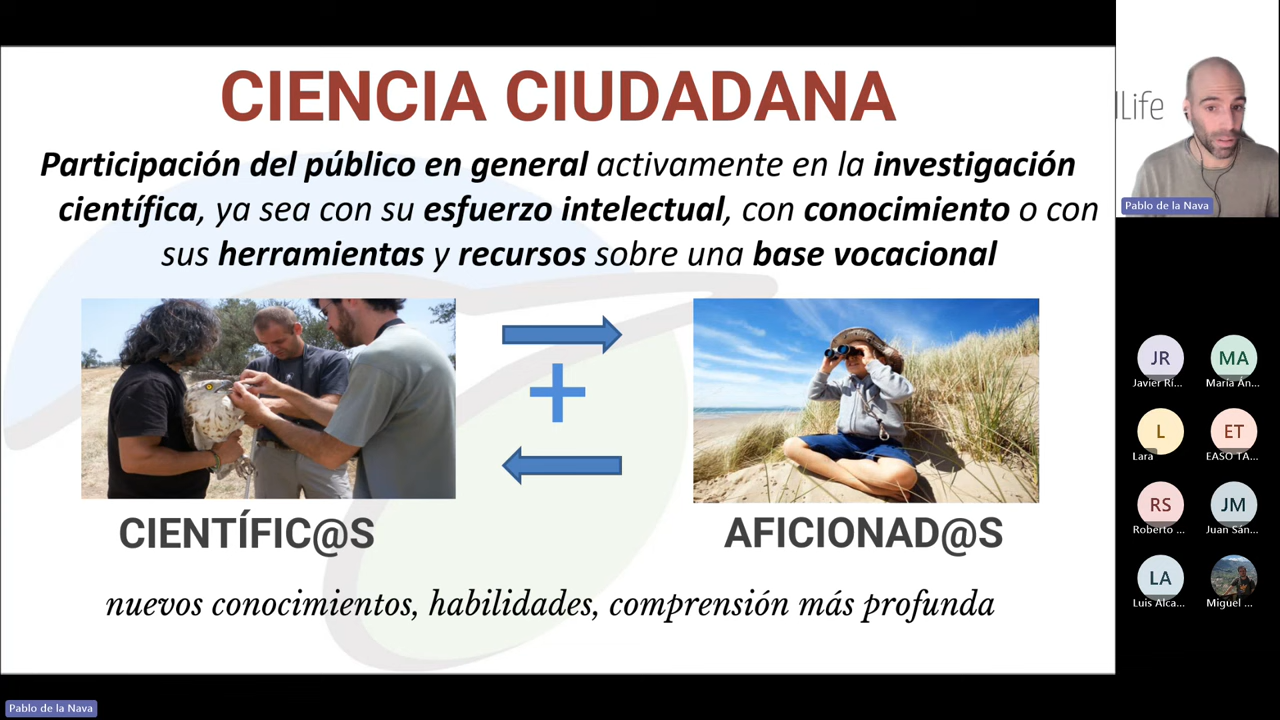 CIENCIA CIUDADANA
Participación del público en general activamente en la investigación
científica, ya sea con su esfuerzo intelectual, con conocimiento o con
sus herramientas y recursos sobre una base vocacional
CIENTÍFIC@S
AFICIONAD@S
nuevos conocimientos, habilidades, comprensión más profunda
Pablo de la Nava
lLife
Pablo de la Nava
JR
MA
Javier Rí...
María Án...
L
ET
Lara
EASO TA...
RS
JM
Roberto ...
Juan Sán...
LA
Luis Alca...
Miguel ...